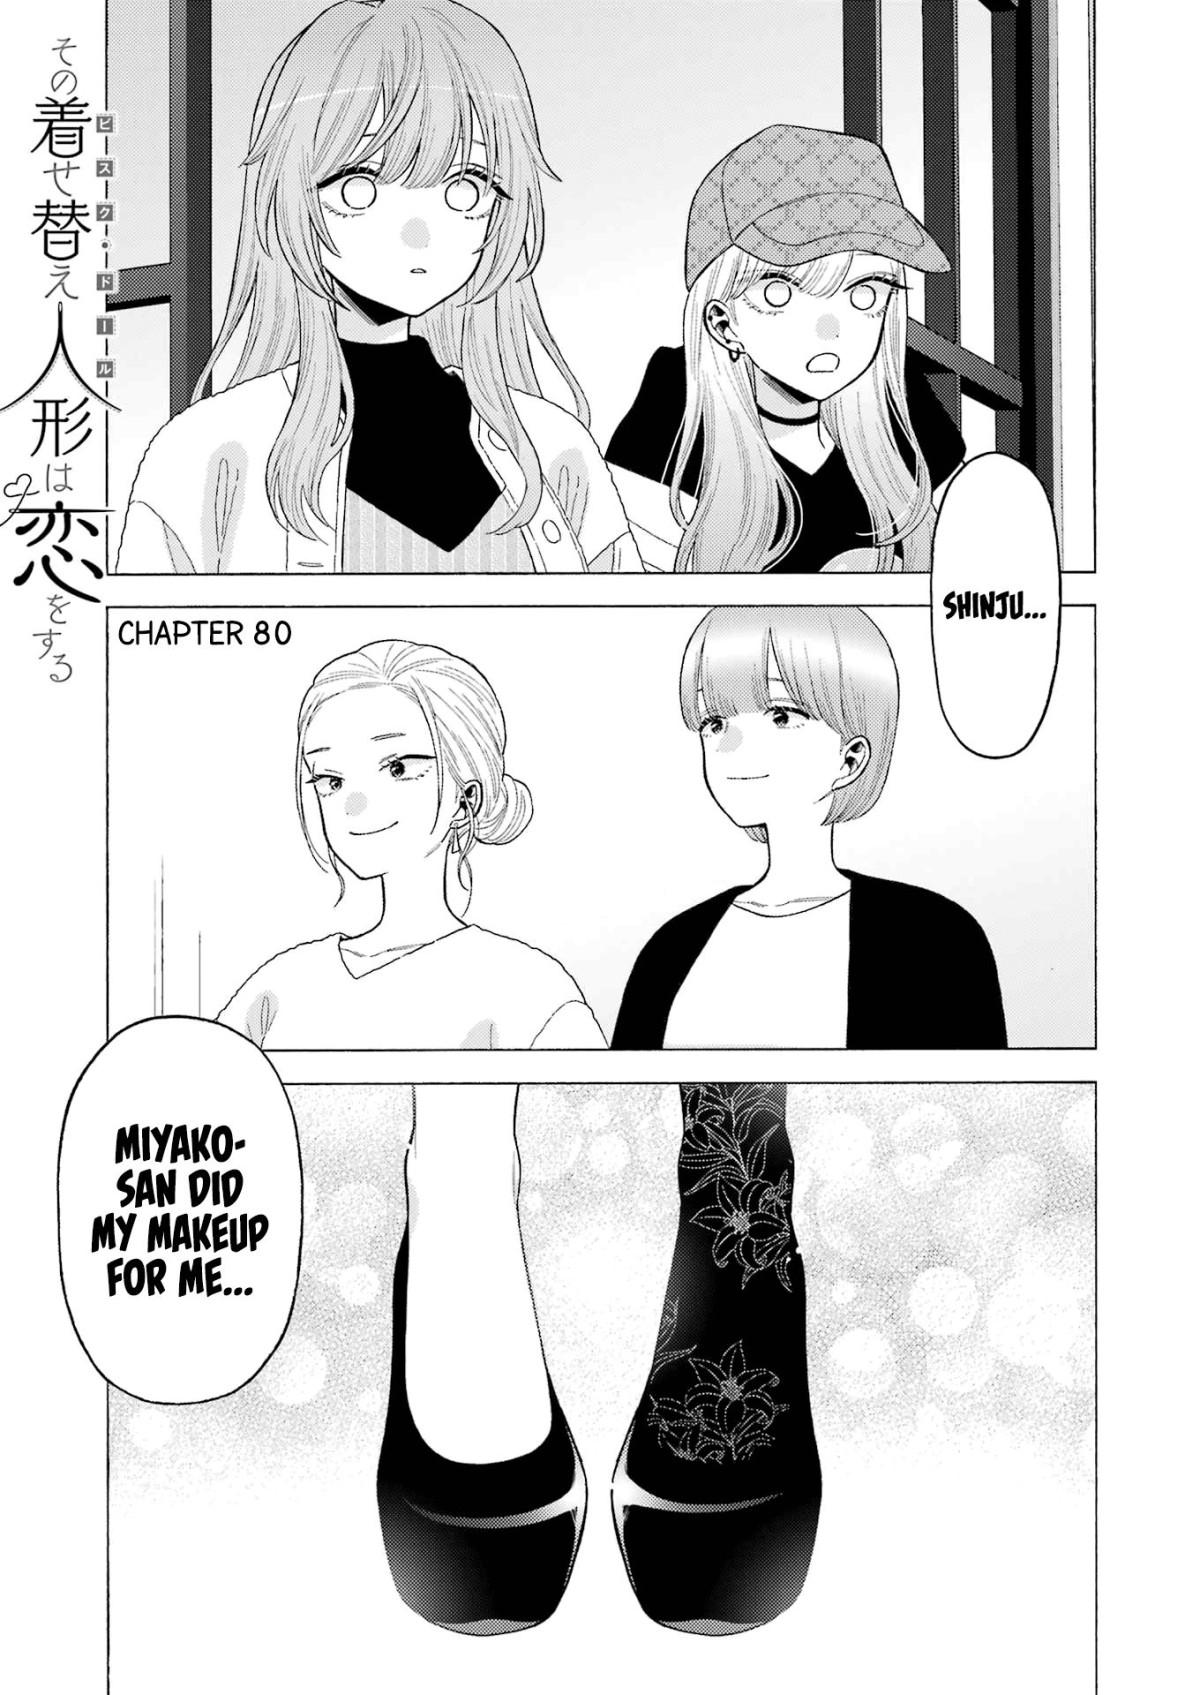 その着せ替え人形は恋をする
ビスク・ドール
SHINJU...
CHAPTER 80
MIYAKO-
SAN DID
MY MAKEUP
FOR ME...